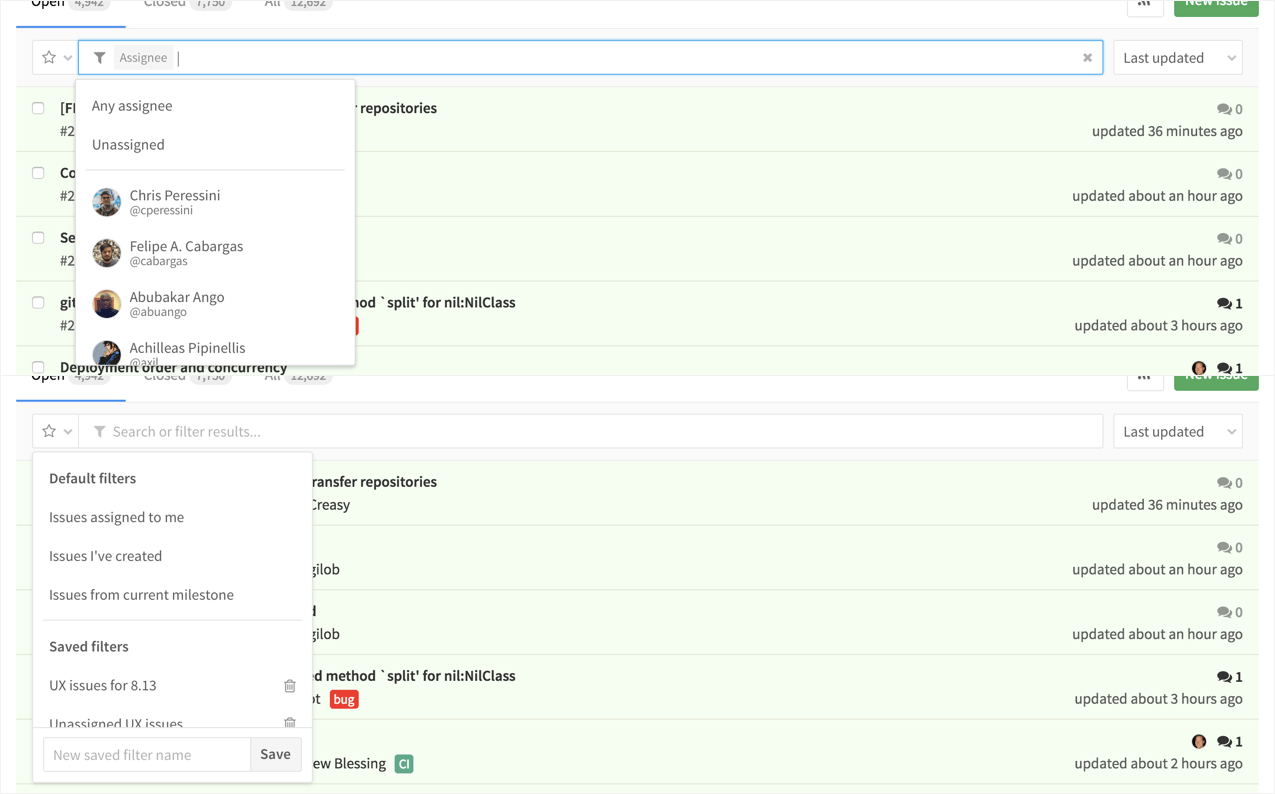 Open 4,942 Closed 7,750 All 12,692 New issue
Assignee Last updated
Any assignee
Unassigned
Chris Peressini
@cperessini
Felipe A. Cabargas
@cabargas
Abubakar Ango
@abuango
Achilleas Pipinellis
@axil
[FE r repositories 0
#2 updated 36 minutes ago
Co 0
#2 updated about an hour ago
Se 0
#2 updated about an hour ago
git hod `split' for nil:NilClass 1
#2 updated about 3 hours ago
Deployment order and concurrency 1
Open 4,942 Closed 7,750 All 12,692 New issue
Search or filter results... Last updated
Default filters
Issues assigned to me
Issues I've created
Issues from current milestone
Saved filters
UX issues for 8.13
Unassigned UX issues
New saved filter name Save
ransfer repositories 0
Creasy updated 36 minutes ago
0
gilob updated about an hour ago
d 0
gilob updated about an hour ago
ed method `split' for nil:NilClass 1
ot bug updated about 3 hours ago
1
ew Blessing CI updated about 2 hours ago